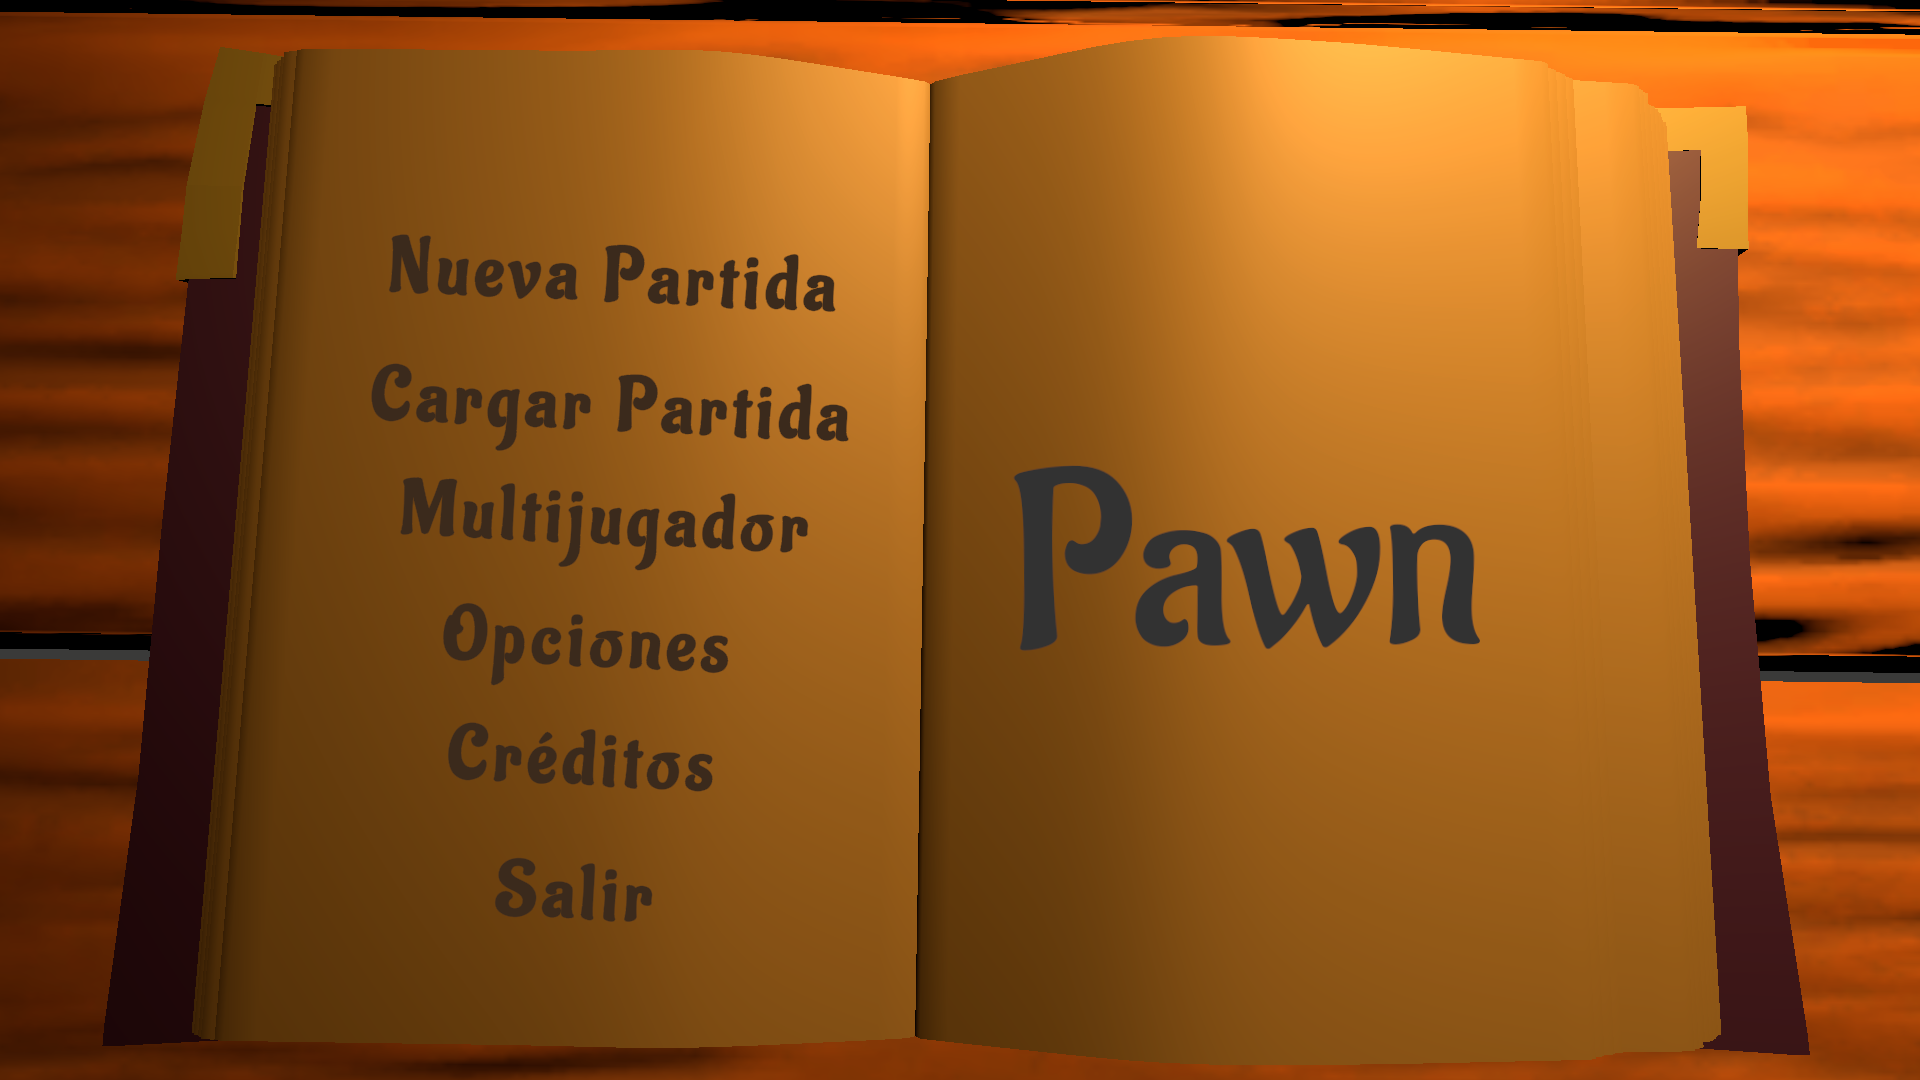 Nueva Partida
Cargar Partida
Multijugador
Opciones
Créditos
Salir
Pawn